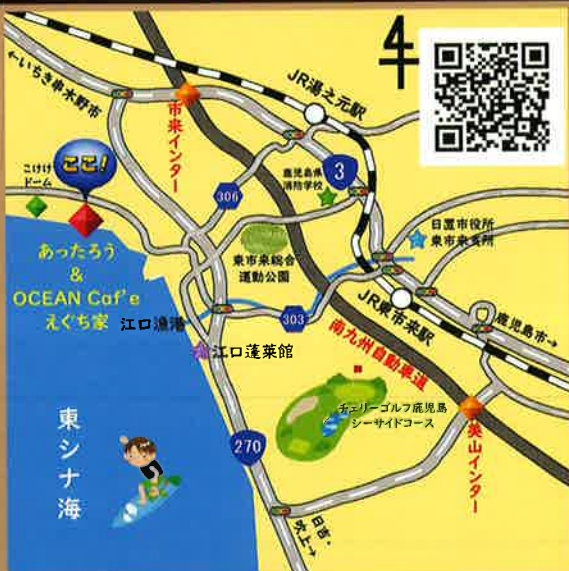 ←いちき串木野市
JR湯之元駅
市来インター
こけけ
ドーム
ここ!
306
鹿児島県
消防学校
3
日置市役所
東市来支所
あったろう
&
OCEAN Caf'e
えぐち家
東市来総合
運動公園
江口漁港
303
JR東市来駅
鹿児島市→
江口蓬莱館
南九州自動車道
チェリーゴルフ鹿児島
シーサイドコース
美山インター
270
東シナ海
日吉・
吹上→